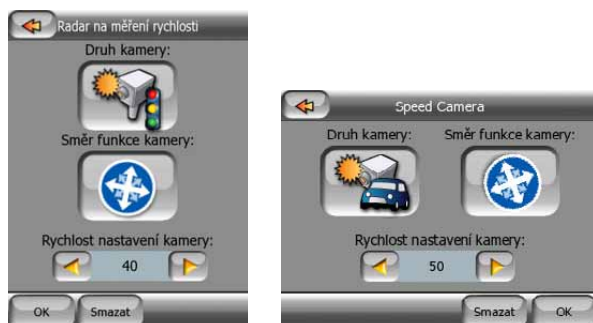 Radar na měření rychlosti
Druh kamery:
Směr funkce kamery:
Rychlost nastavení kamery:
40
OK Smazat
Speed Camera
Druh kamery: Směr funkce kamery:
Rychlost nastavení kamery:
50
Smazat OK